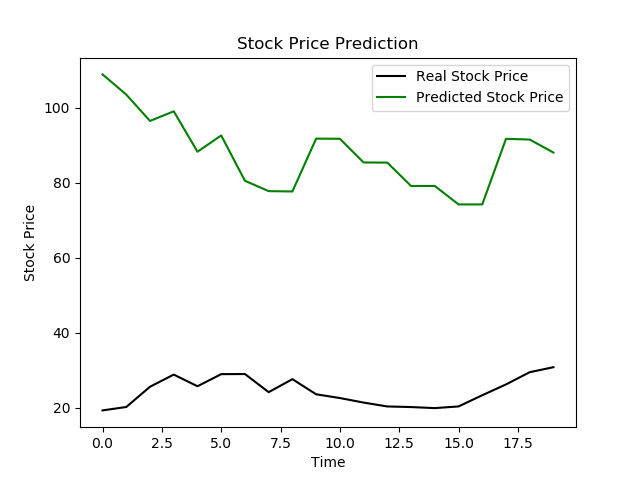 Stock Price Prediction
Real Stock Price
Predicted Stock Price
Stock Price
100
80
60
40
20
0.0 2.5 5.0 7.5 10.0 12.5 15.0 17.5
Time